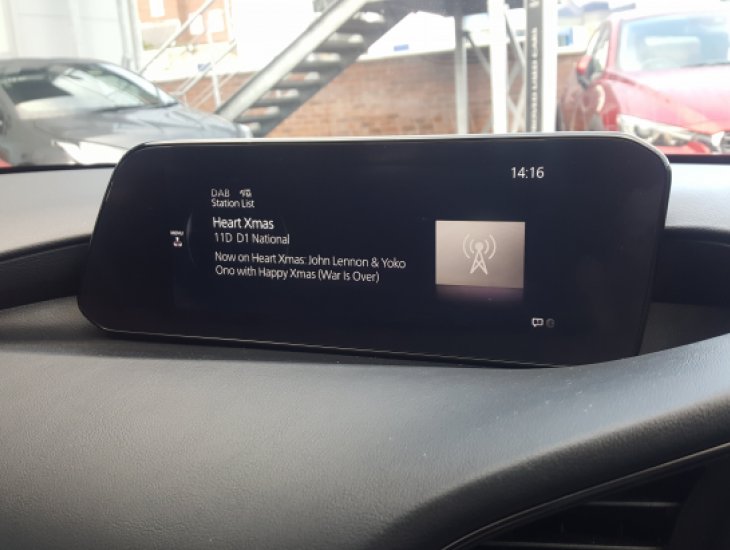 14:16
DAB
Station List
Heart Xmas
11D D1 National
MENU
Now on Heart Xmas: John Lennon & Yoko
Ono with Happy Xmas (War Is Over)